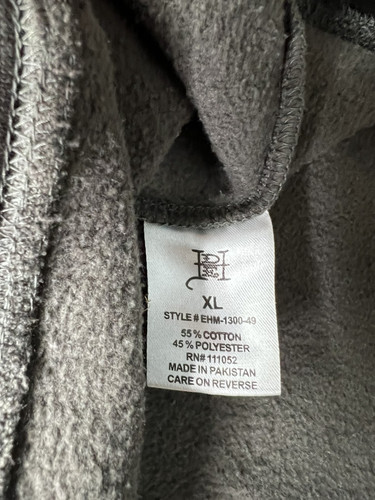 XL
STYLE # EHM-1300-49
55% COTTON
45% POLYESTER
RN# 111052
MADE IN PAKISTAN
CARE ON REVERSE